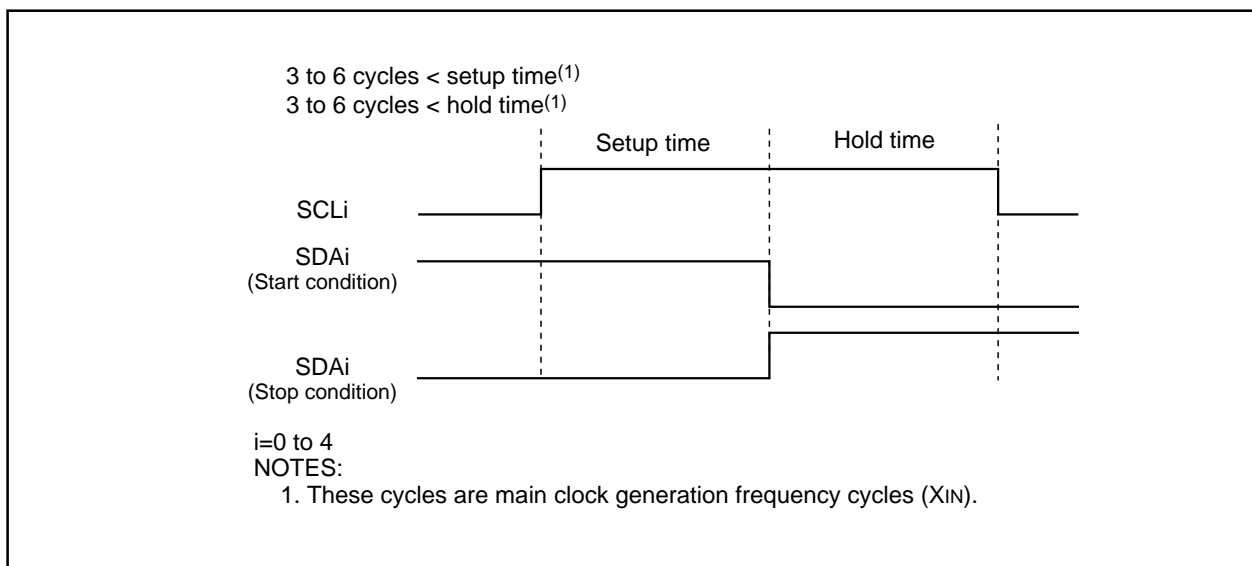 3 to 6 cycles < setup time(1)
3 to 6 cycles < hold time(1)
Setup time
Hold time
SCLi
SDAi
(Start condition)
SDAi
(Stop condition)
i=0 to 4
NOTES:
1. These cycles are main clock generation frequency cycles (XIN).